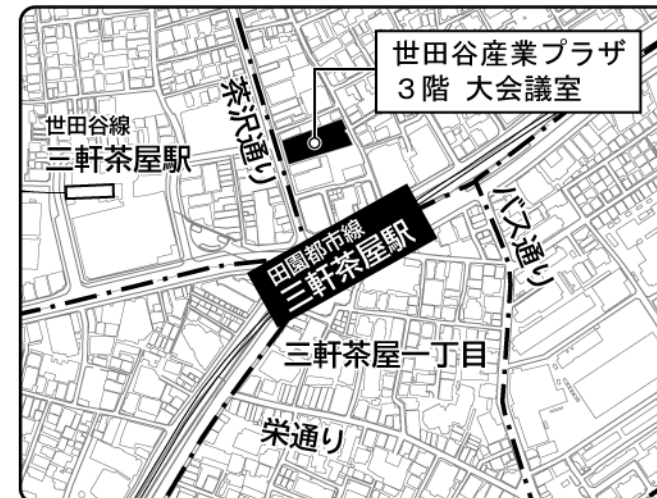 世田谷産業プラザ
３階 大会議室
茶沢通り
世田谷線
三軒茶屋駅
バス通り
田園都市線
三軒茶屋駅
三軒茶屋一丁目
栄通り